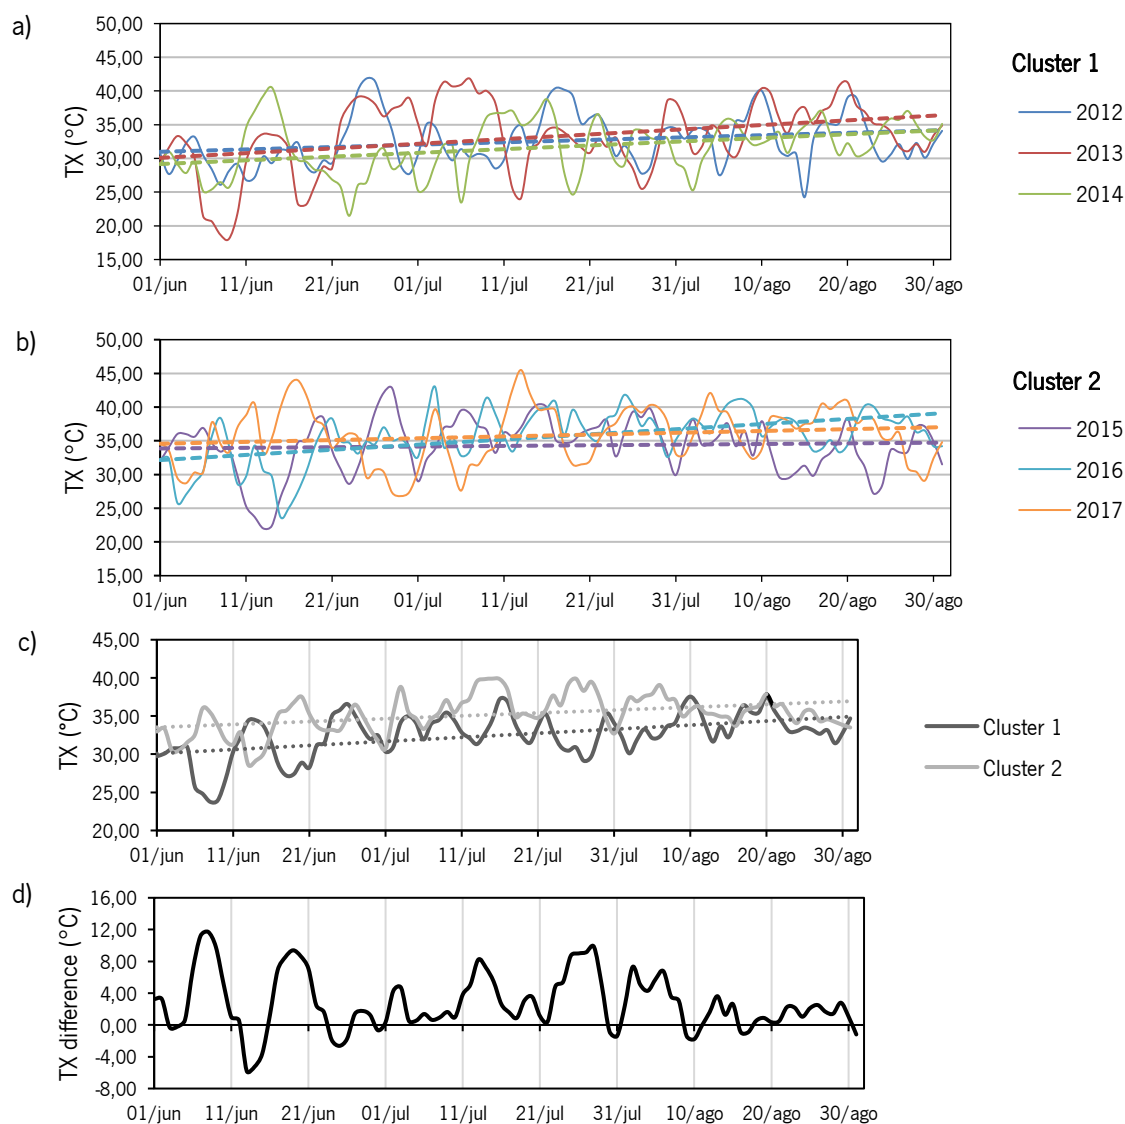 a)
TX (°C)
50,00
45,00
40,00
35,00
30,00
25,00
20,00
15,00
01/jun 11/jun 21/jun 01/jul 11/jul 21/jul 31/jul 10/ago 20/ago 30/ago
Cluster 1
2012
2013
2014
b)
TX (°C)
50,00
45,00
40,00
35,00
30,00
25,00
20,00
15,00
01/jun 11/jun 21/jun 01/jul 11/jul 21/jul 31/jul 10/ago 20/ago 30/ago
Cluster 2
2015
2016
2017
c)
TX (°C)
45,00
40,00
35,00
30,00
25,00
20,00
01/jun 11/jun 21/jun 01/jul 11/jul 21/jul 31/jul 10/ago 20/ago 30/ago
Cluster 1
Cluster 2
d)
TX difference (°C)
16,00
12,00
8,00
4,00
0,00
-4,00
-8,00
01/jun 11/jun 21/jun 01/jul 11/jul 21/jul 31/jul 10/ago 20/ago 30/ago